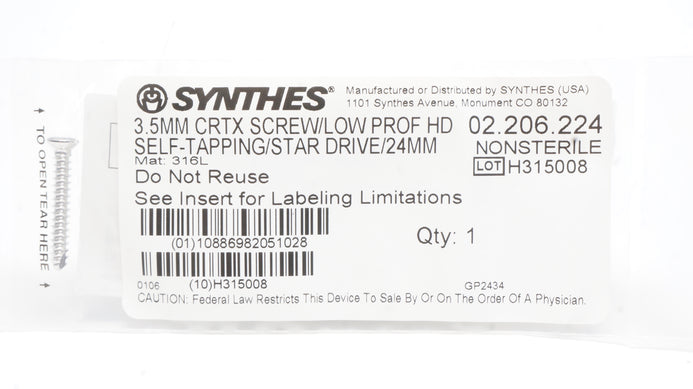 SYNTHES®
Manufactured or Distributed by SYNTHES (USA)
1101 Synthes Avenue, Monument CO 80132
3.5MM CRTX SCREW/LOW PROF HD
02.206.224
SELF-TAPPING/STAR DRIVE/24MM
NONSTERILE
Mat: 316L
LOT H315008
Do Not Reuse
See Insert for Labeling Limitations
(01)10886982051028
Qty: 1
(10)H315008
0106
GP2434
CAUTION: Federal Law Restricts This Device To Sale By Or On The Order Of A Physician.
↑ TO OPEN TEAR HERE ↑